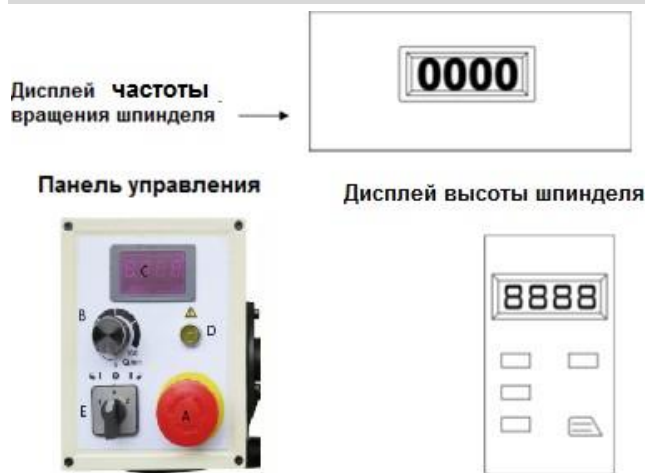 0000
Дисплей частоты
вращения шпинделя
Панель управления
Дисплей высоты шпинделя
C
B
D
E
A
8888